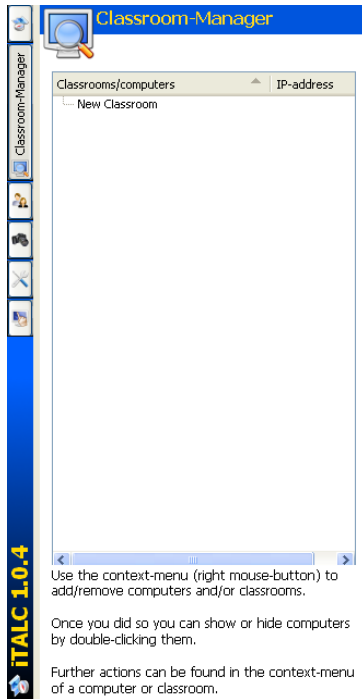 Classroom-Manager
Classroom-Manager
Classrooms/computers IP-address
New Classroom
Use the context-menu (right mouse-button) to
add/remove computers and/or classrooms.
Once you did so you can show or hide computers
by double-clicking them.
Further actions can be found in the context-menu
of a computer or classroom.
iTALC 1.0.4